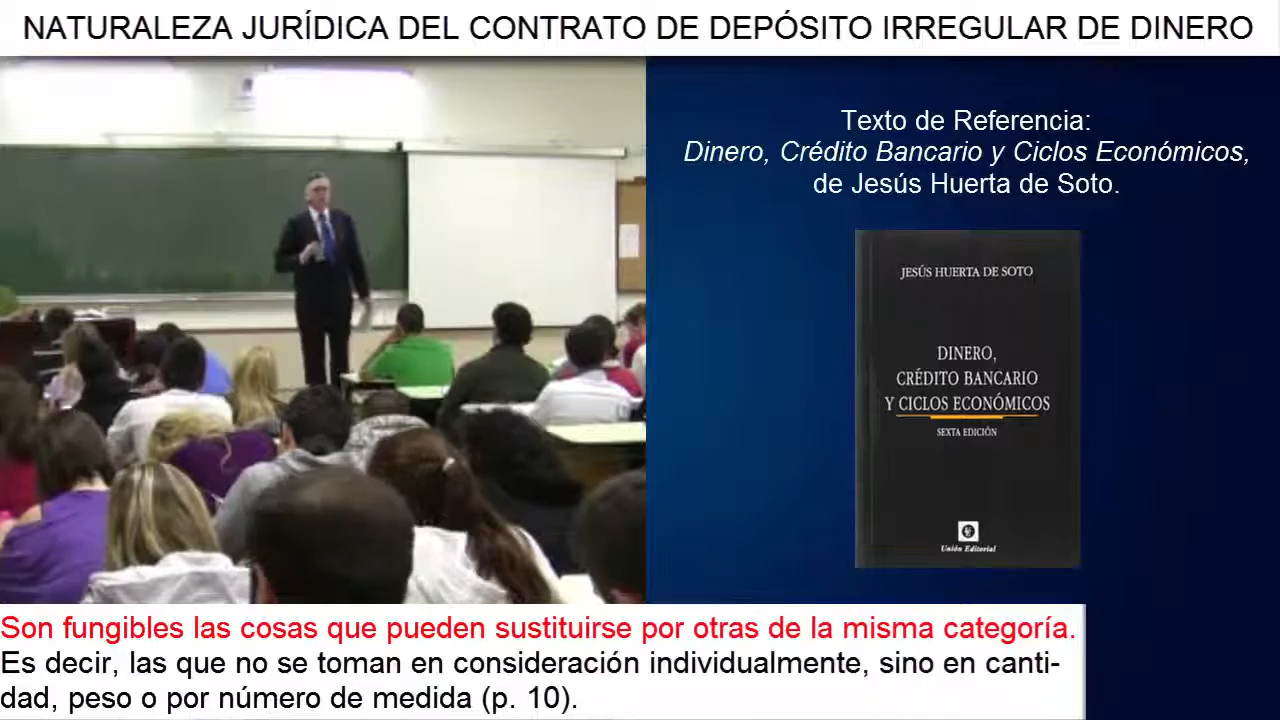 NATURALEZA JURÍDICA DEL CONTRATO DE DEPÓSITO IRREGULAR DE DINERO
Texto de Referencia:
Dinero, Crédito Bancario y Ciclos Económicos,
de Jesús Huerta de Soto.
JESÚS HUERTA DE SOTO
DINERO,
CRÉDITO BANCARIO
Y CICLOS ECONÓMICOS
SEXTA EDICIÓN
Unión Editorial
Son fungibles las cosas que pueden sustituirse por otras de la misma categoría.
Es decir, las que no se toman en consideración individualmente, sino en canti-
dad, peso o por número de medida (p. 10).